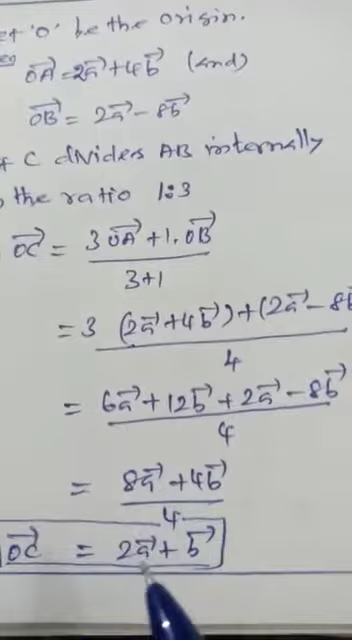 et 'O' be the origin.
OA⃗ = 2a⃗ + 4b⃗ (and)
OB⃗ = 2a⃗ - 8b⃗
f C dividers AB internally
the ratio 1:3
OC⃗ = 3 OA⃗ + 1. OB⃗
3+1
= 3 (2a⃗ + 4b⃗) + (2a⃗ - 8b⃗
4
= 6a⃗ + 12b⃗ + 2a⃗ - 8b⃗
4
= 8a⃗ + 4b⃗
4
OC⃗ = 2a⃗ + b⃗